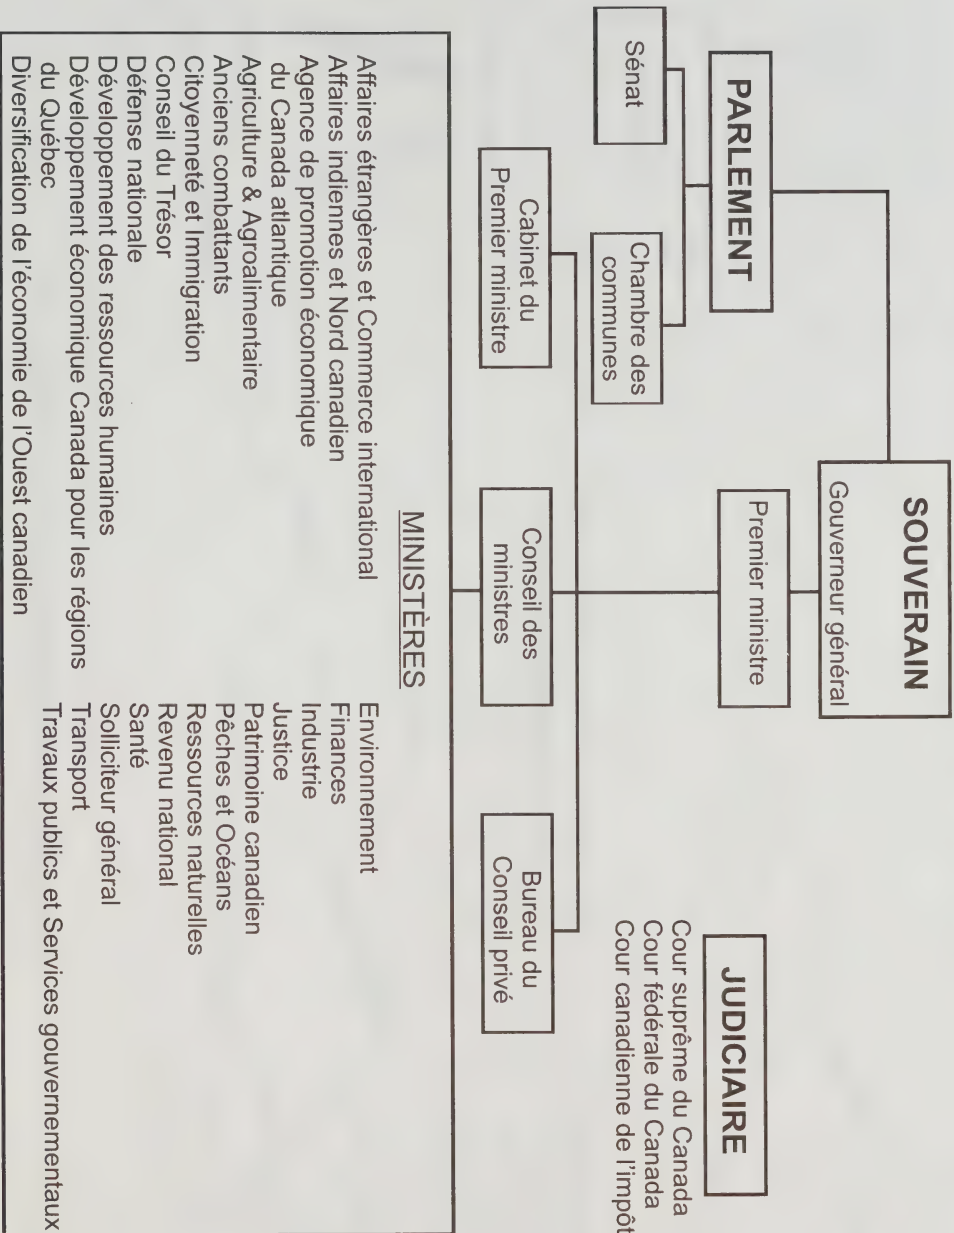 SOUVERAIN
Gouverneur général
PARLEMENT
Premier ministre
JUDICIAIRE
Cour suprême du Canada
Cour fédérale du Canada
Cour canadienne de l'impôt
Sénat
Chambre des
communes
Cabinet du
Premier ministre
Conseil des
ministres
Bureau du
Conseil privé
MINISTÈRES
Affaires étrangères et Commerce international
Affaires indiennes et Nord canadien
Agence de promotion économique
du Canada atlantique
Agriculture & Agroalimentaire
Anciens combattants
Citoyenneté et Immigration
Conseil du Trésor
Défense nationale
Développement des ressources humaines
Développement économique Canada pour les régions
du Québec
Diversification de l'économie de l'Ouest canadien
Environnement
Finances
Industrie
Justice
Patrimoine canadien
Pêches et Océans
Ressources naturelles
Revenu national
Santé
Solliciteur général
Transport
Travaux publics et Services gouvernementaux